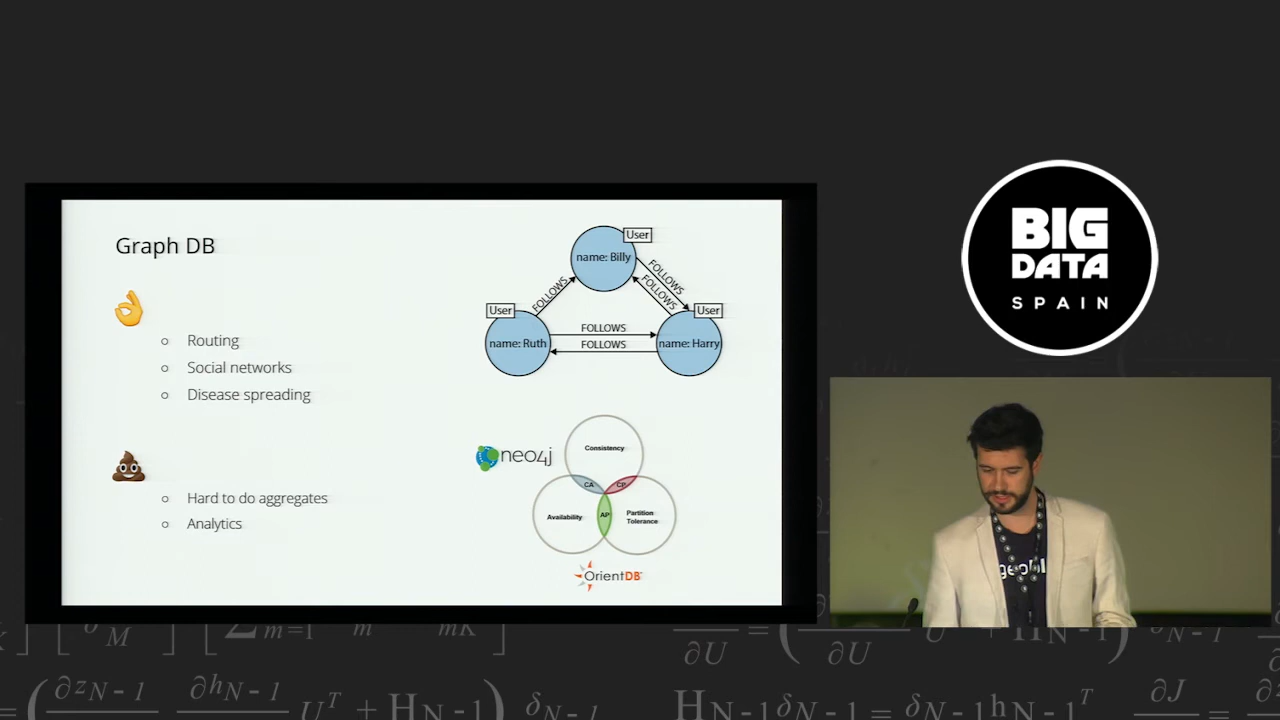 Graph DB
Routing
Social networks
Disease spreading
Hard to do aggregates
Analytics
User
name: Billy
FOLLOWS
FOLLOWS
FOLLOWS
User
User
name: Ruth
FOLLOWS
FOLLOWS
name: Harry
neo4j
Consistency
CA
CP
Availability
AP
Partition
Tolerance
OrientDB
BIG
DATA
SPAIN